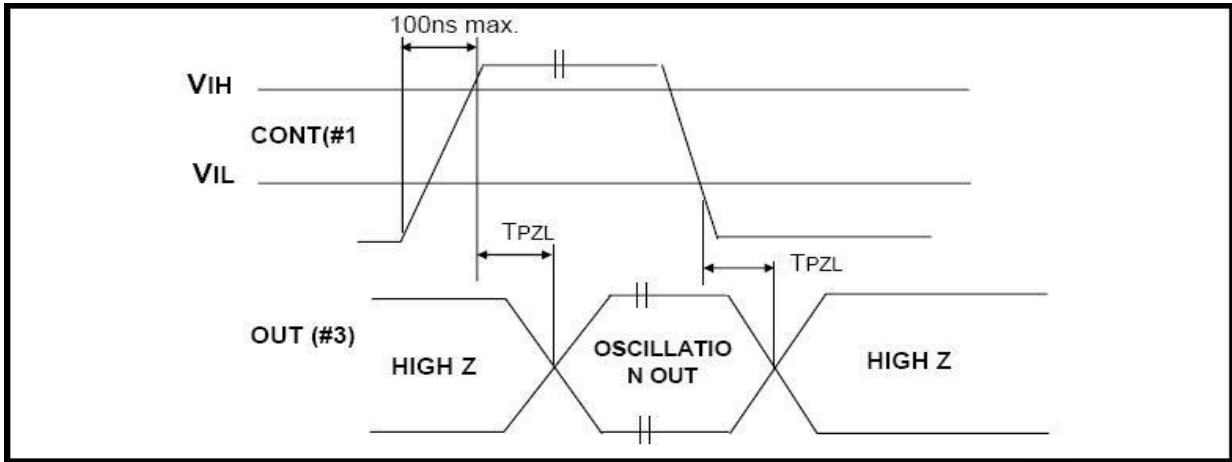 100ns max.
VIH
CONT(#1
VIL
TPZL
TPZL
OUT (#3)
HIGH Z
OSCILLATIO
N OUT
HIGH Z